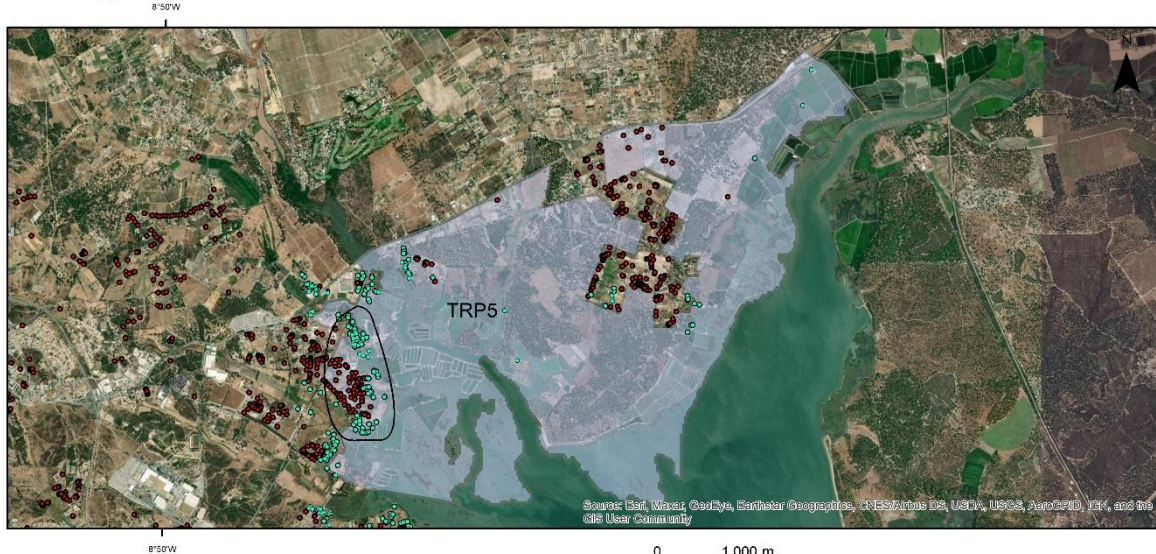 8°50'W
N
TRP5
Source: Esri, Maxar, GeoEye, Earthstar Geographics, CNES/Airbus DS, USDA, USGS, AeroGRID, IGN, and the
GIS User Community
8°50'W
0 1,000 m